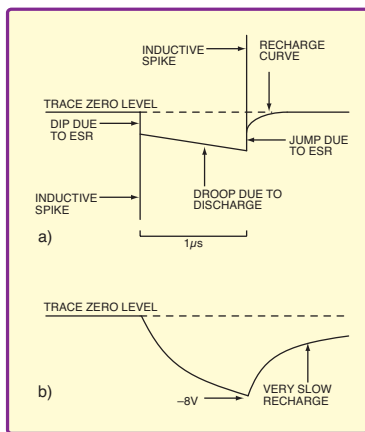 INDUCTIVE
SPIKE
RECHARGE
CURVE
TRACE ZERO LEVEL
DIP DUE
TO ESR
JUMP DUE
TO ESR
DROOP DUE TO
DISCHARGE
INDUCTIVE
SPIKE
a)
1µs
TRACE ZERO LEVEL
b)
–8V
VERY SLOW
RECHARGE